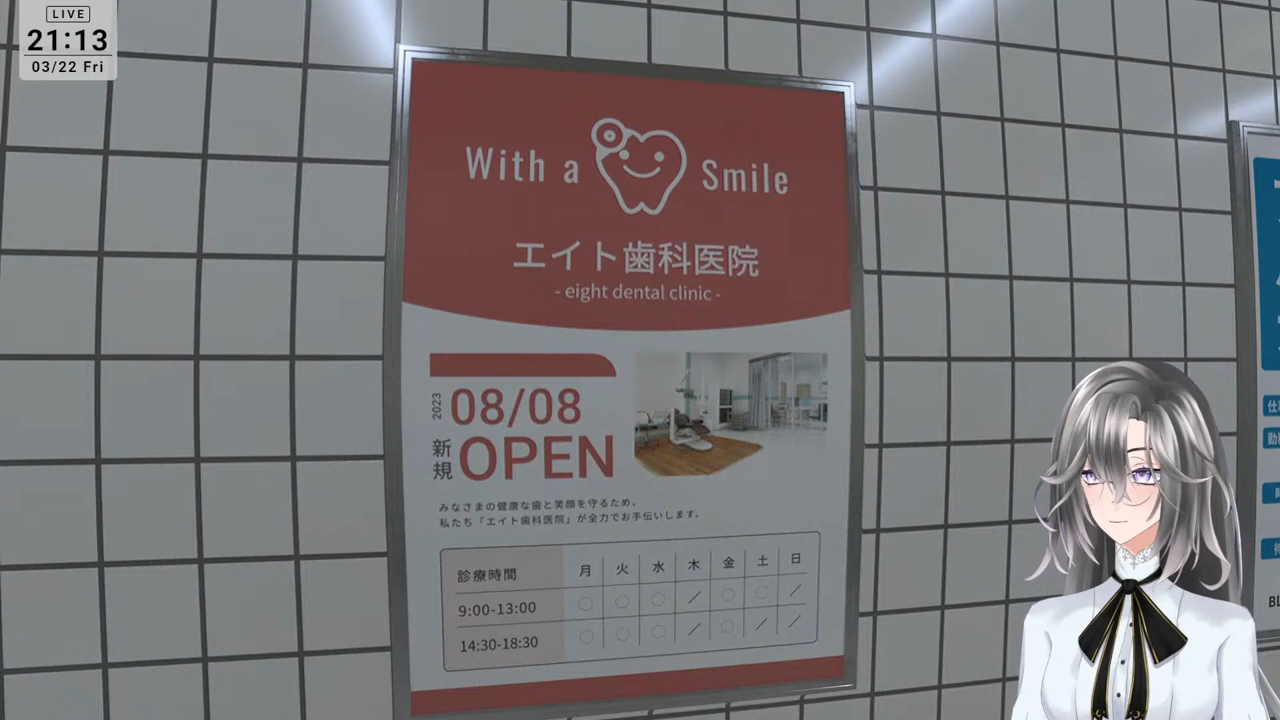 LIVE
21:13
03/22 Fri
With a Smile
エイト歯科医院
- eight dental clinic -
2023
08/08
新規
OPEN
みなさまの健康な歯と笑顔を守るため、
私たち「エイト歯科医院」が全力でお手伝いします。
診療時間 月 火 水 木 金 土 日
9:00-13:00 ○ ○ ○ ／ ○ ○ ／
14:30-18:30 ○ ○ ○ ／ ○ ／ ／